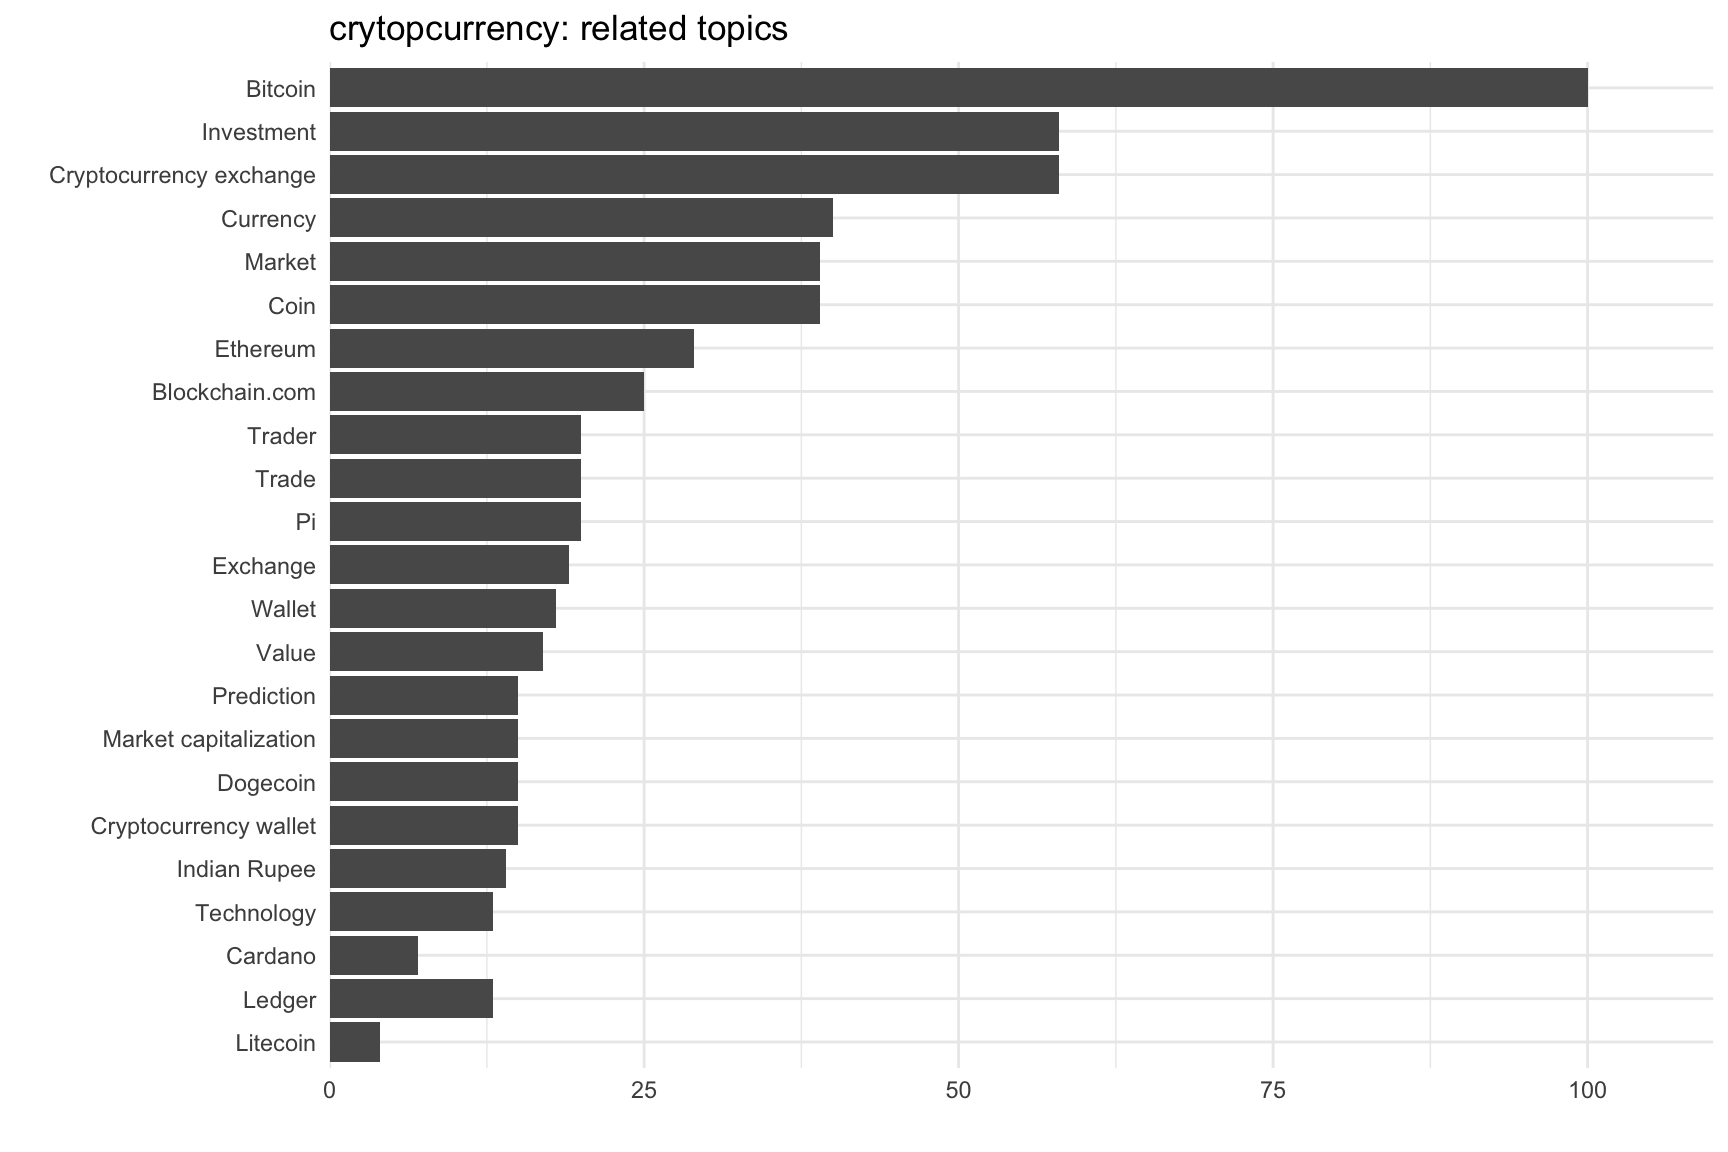 crytopcurrency: related topics
Bitcoin
Investment
Cryptocurrency exchange
Currency
Market
Coin
Ethereum
Blockchain.com
Trader
Trade
Pi
Exchange
Wallet
Value
Prediction
Market capitalization
Dogecoin
Cryptocurrency wallet
Indian Rupee
Technology
Cardano
Ledger
Litecoin
0 25 50 75 100